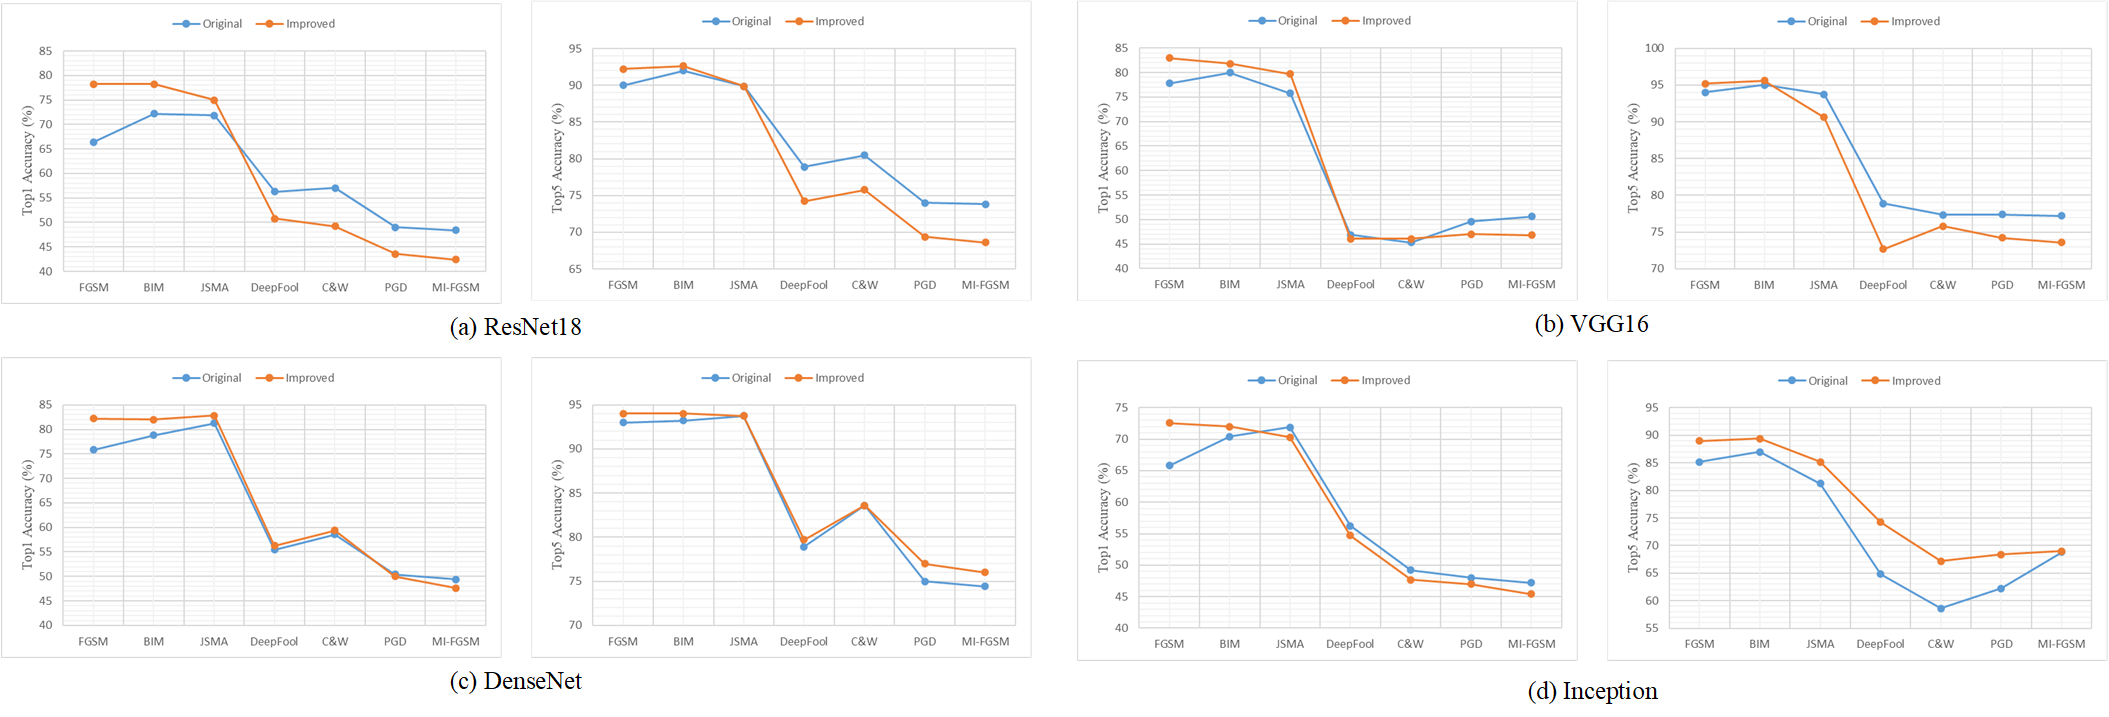 Original Improved
Top1 Accuracy (%)
85
80
75
70
65
60
55
50
45
40
FGSM BIM JSMA DeepFool C&W PGD MI-FGSM
Original Improved
Top5 Accuracy (%)
95
90
85
80
75
70
65
FGSM BIM JSMA DeepFool C&W PGD MI-FGSM
(a) ResNet18
Original Improved
Top1 Accuracy (%)
85
80
75
70
65
60
55
50
45
40
FGSM BIM JSMA DeepFool C&W PGD MI-FGSM
Original Improved
Top5 Accuracy (%)
100
95
90
85
80
75
70
FGSM BIM JSMA DeepFool C&W PGD MI-FGSM
(b) VGG16
Original Improved
Top1 Accuracy (%)
85
80
75
70
65
60
55
50
45
40
FGSM BIM JSMA DeepFool C&W PGD MI-FGSM
Original Improved
Top5 Accuracy (%)
95
90
85
80
75
70
FGSM BIM JSMA DeepFool C&W PGD MI-FGSM
(c) DenseNet
Original Improved
Top1 Accuracy (%)
75
70
65
60
55
50
45
40
FGSM BIM JSMA DeepFool C&W PGD MI-FGSM
Original Improved
Top5 Accuracy (%)
95
90
85
80
75
70
65
60
55
FGSM BIM JSMA DeepFool C&W PGD MI-FGSM
(d) Inception